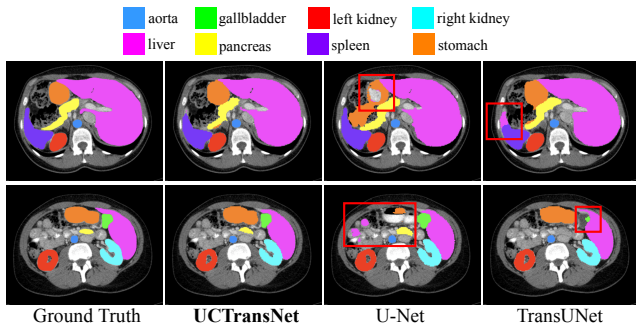 aorta gallbladder left kidney right kidney
liver pancreas spleen stomach
Ground Truth UCTransNet U-Net TransUNet